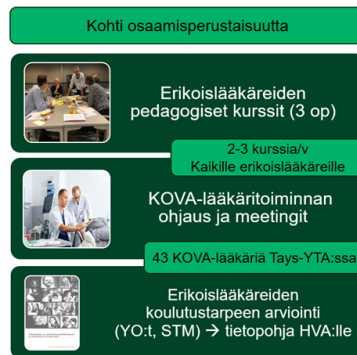 Kohti osaamisperustaisuutta
Erikoislääkäreiden
pedagogiset kurssit (3 op)
2-3 kurssia/v
Kaikille erikoislääkäreille
KOVA-lääkäritoiminnan
ohjaus ja meetingit
43 KOVA-lääkäriä Tays-YTA:ssa
Erikoislääkäreiden
koulutustarpeen arviointi
(YO:t, STM) → tietopohja HVA:lle